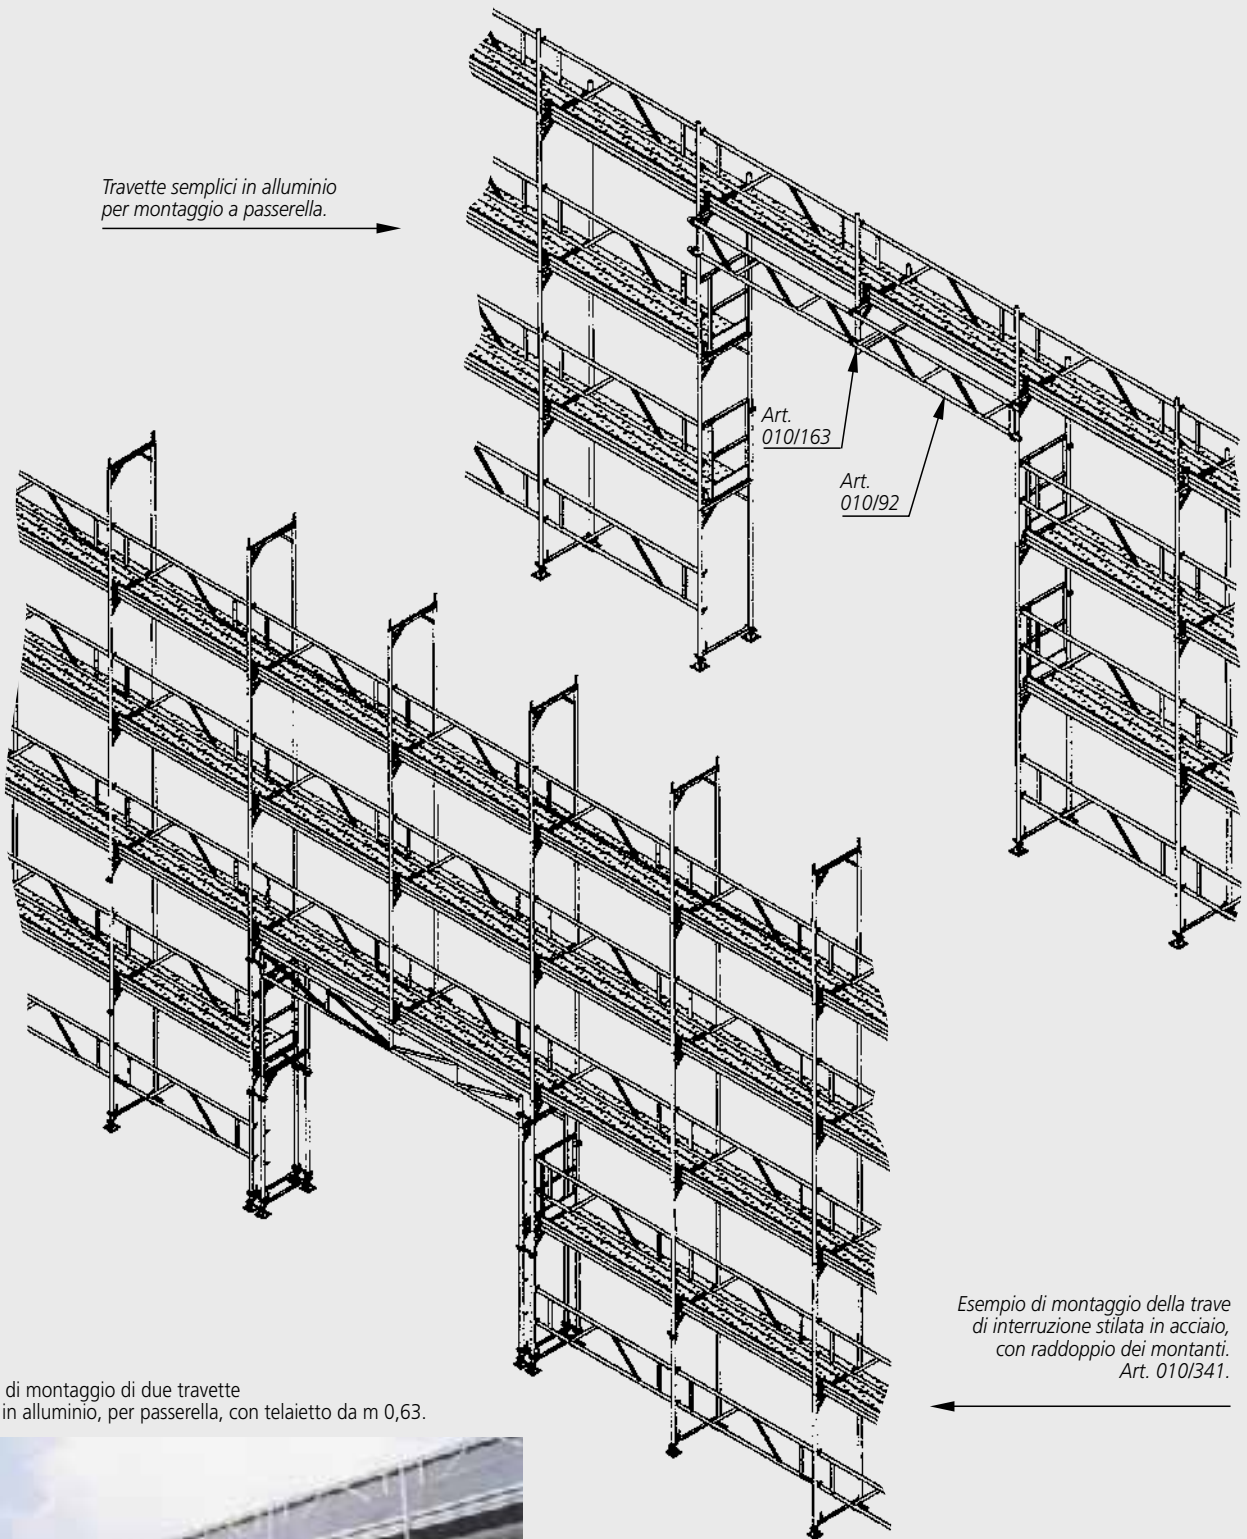 Travette semplici in alluminio
per montaggio a passerella.
Art.
010/163
Art.
010/92
Esempio di montaggio della trave
di interruzione stilata in acciaio,
con raddoppio dei montanti.
Art. 010/341.
di montaggio di due travette
in alluminio, per passerella, con telaietto da m 0,63.